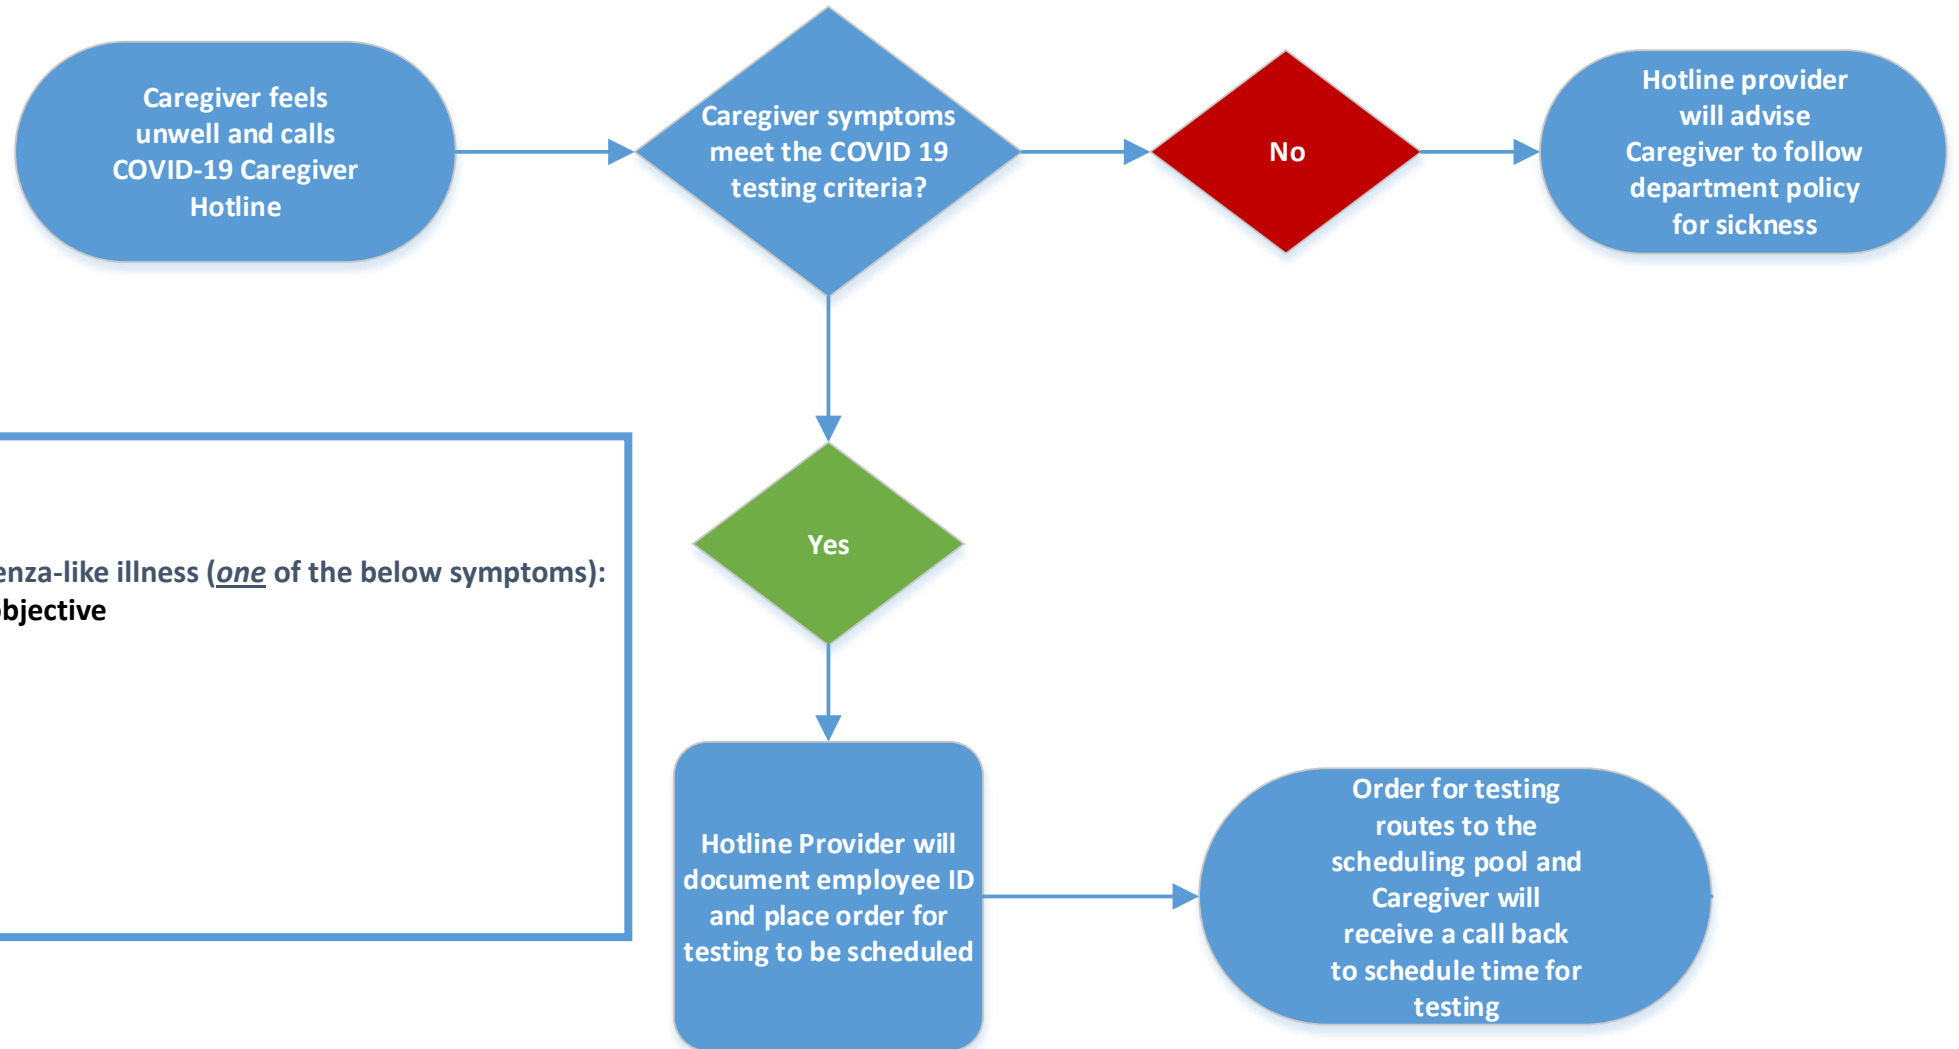 Caregiver feels
unwell and calls
COVID-19 Caregiver
Hotline
Caregiver symptoms
meet the COVID 19
testing criteria?
No
Hotline provider
will advise
Caregiver to follow
department policy
for sickness
Yes
enza-like illness (one of the below symptoms):
objective
Hotline Provider will
document employee ID
and place order for
testing to be scheduled
Order for testing
routes to the
scheduling pool and
Caregiver will
receive a call back
to schedule time for
testing